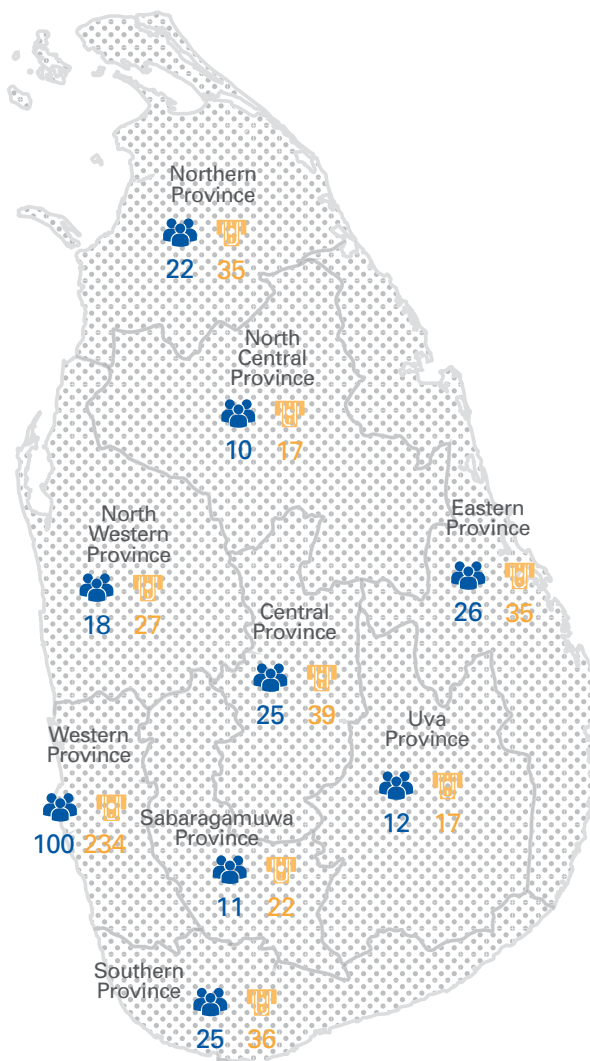 Northern
Province
22 35
North
Central
Province
10 17
Eastern
Province
26 35
North
Western
Province
18 27
Central
Province
25 39
Uva
Province
12 17
Western
Province
100 234
Sabaragamuwa
Province
11 22
Southern
Province
25 36